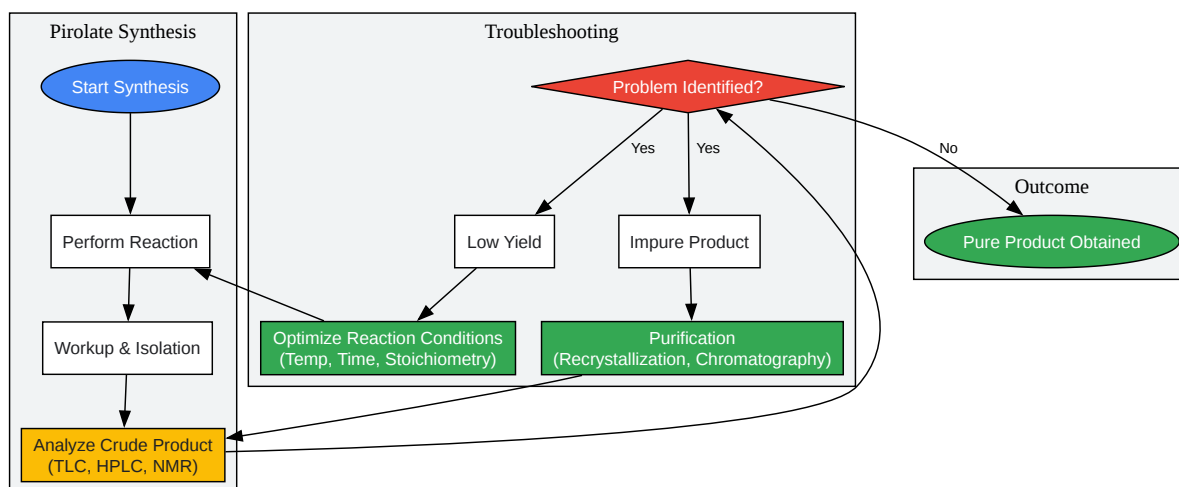 Pirolate Synthesis
Start Synthesis
Perform Reaction
Workup & Isolation
Analyze Crude Product
(TLC, HPLC, NMR)
Troubleshooting
Problem Identified?
Yes
Yes
No
Low Yield
Impure Product
Optimize Reaction Conditions
(Temp, Time, Stoichiometry)
Purification
(Recrystallization, Chromatography)
Outcome
Pure Product Obtained